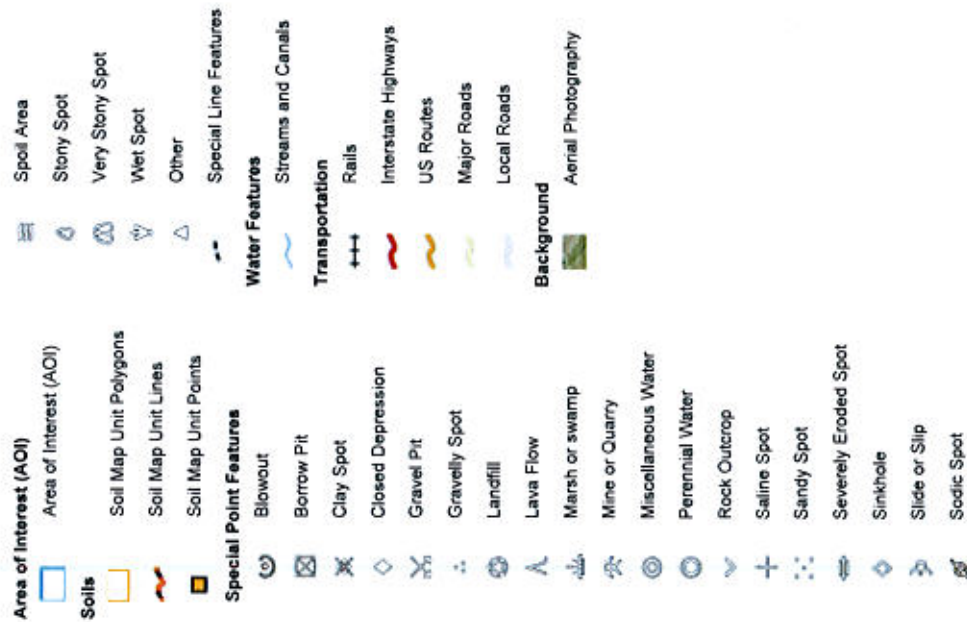 Area of Interest (AOI)
Area of Interest (AOI)
Soils
Soil Map Unit Polygons
Soil Map Unit Lines
Soil Map Unit Points
Special Point Features
Blowout
Borrow Pit
Clay Spot
Closed Depression
Gravel Pit
Gravelly Spot
Landfill
Lava Flow
Marsh or swamp
Mine or Quarry
Miscellaneous Water
Perennial Water
Rock Outcrop
Saline Spot
Sandy Spot
Severely Eroded Spot
Sinkhole
Slide or Slip
Sodic Spot
Spoil Area
Stony Spot
Very Stony Spot
Wet Spot
Other
Special Line Features
Water Features
Streams and Canals
Transportation
Rails
Interstate Highways
US Routes
Major Roads
Local Roads
Background
Aerial Photography